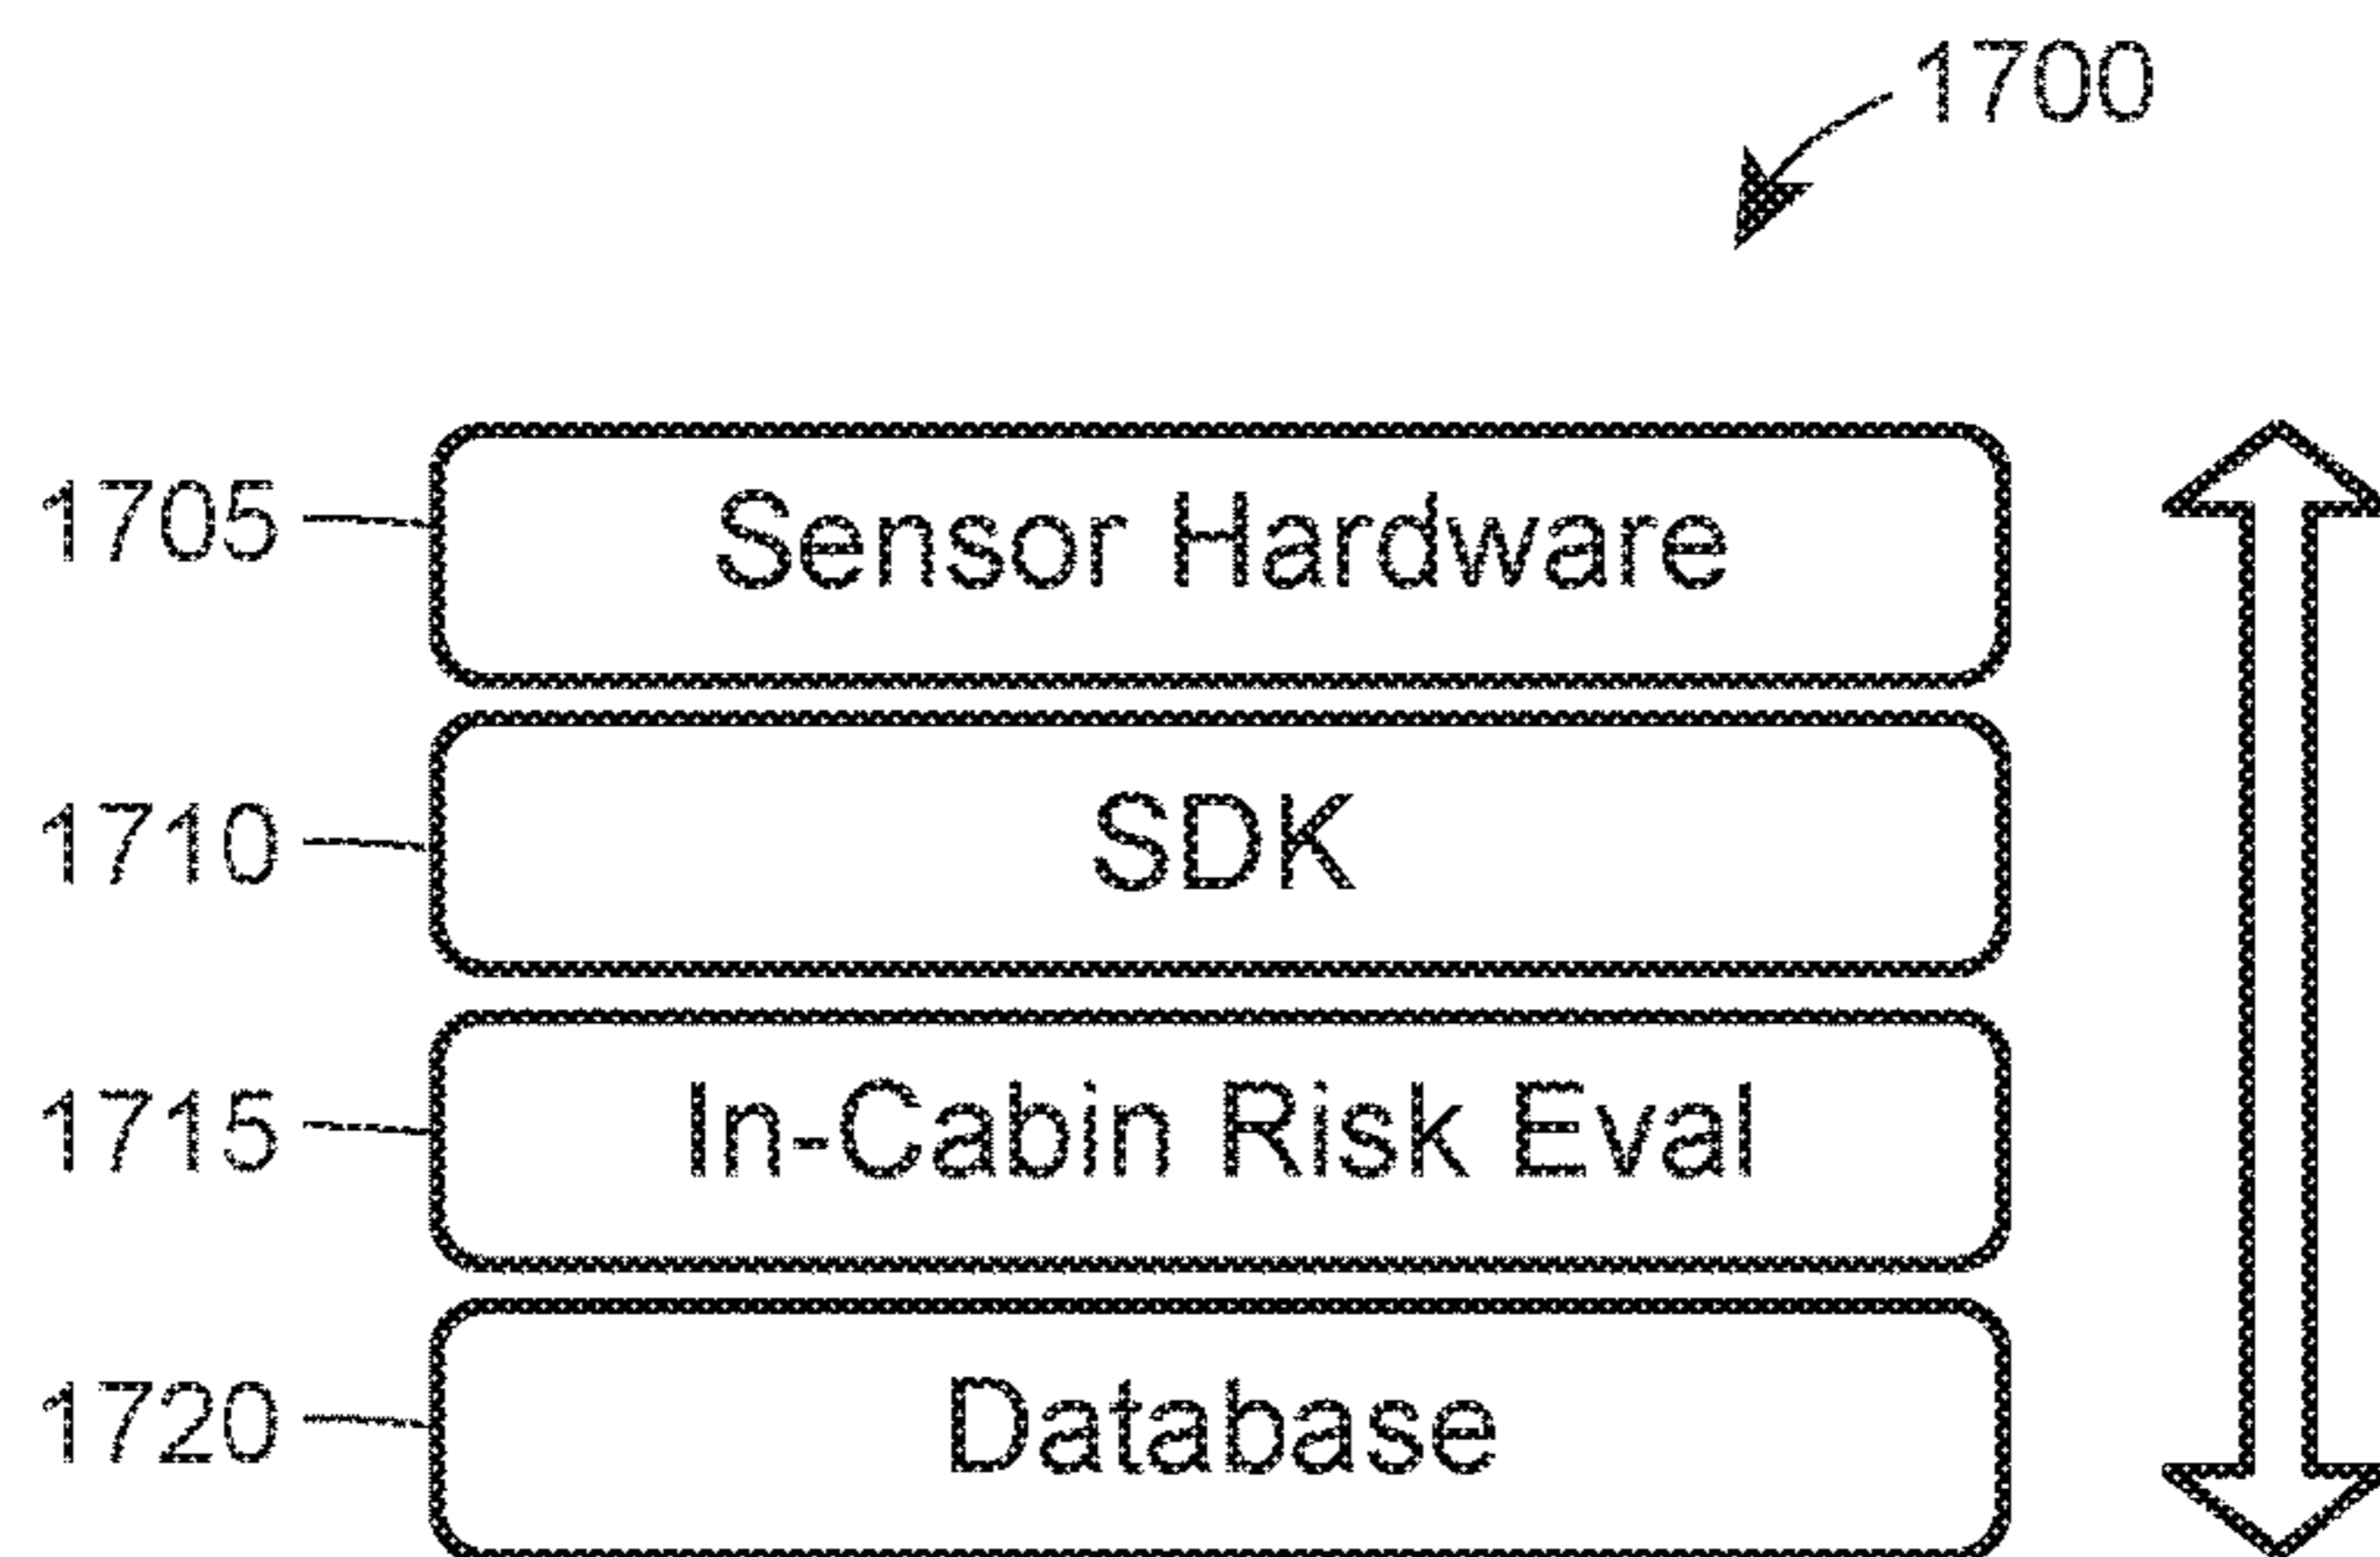 1700
1705 Sensor Hardware
1710 SDK
1715 In-Cabin Risk Eval
1720 Database